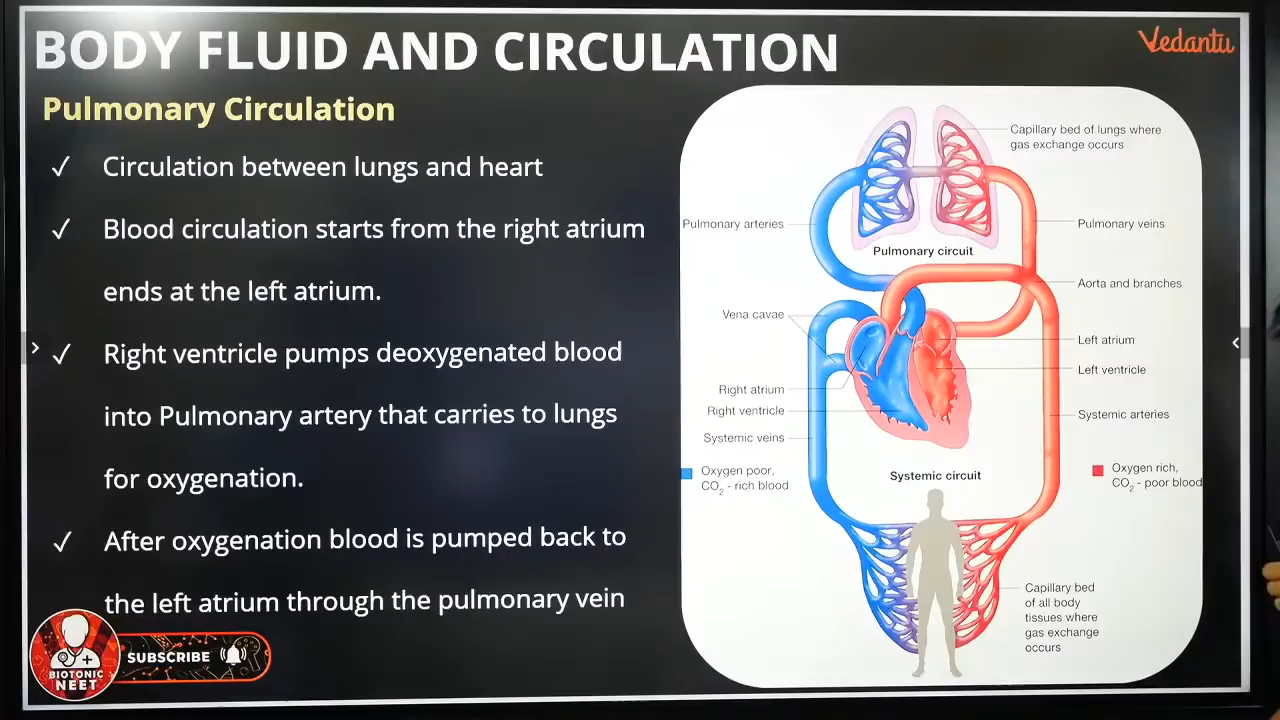 BODY FLUID AND CIRCULATION
Vedantu
Pulmonary Circulation
✓ Circulation between lungs and heart
✓ Blood circulation starts from the right atrium
ends at the left atrium.
✓ Right ventricle pumps deoxygenated blood
into Pulmonary artery that carries to lungs
for oxygenation.
✓ After oxygenation blood is pumped back to
the left atrium through the pulmonary vein
Capillary bed of lungs where
gas exchange occurs
Pulmonary arteries
Pulmonary veins
Pulmonary circuit
Aorta and branches
Vena cavae
Left atrium
Left ventricle
Right atrium
Right ventricle
Systemic arteries
Systemic veins
Oxygen poor,
CO2 - rich blood
Systemic circuit
Oxygen rich,
CO2 - poor blood
Capillary bed
of all body
tissues where
gas exchange
occurs
BIOTONIC
NEET
SUBSCRIBE